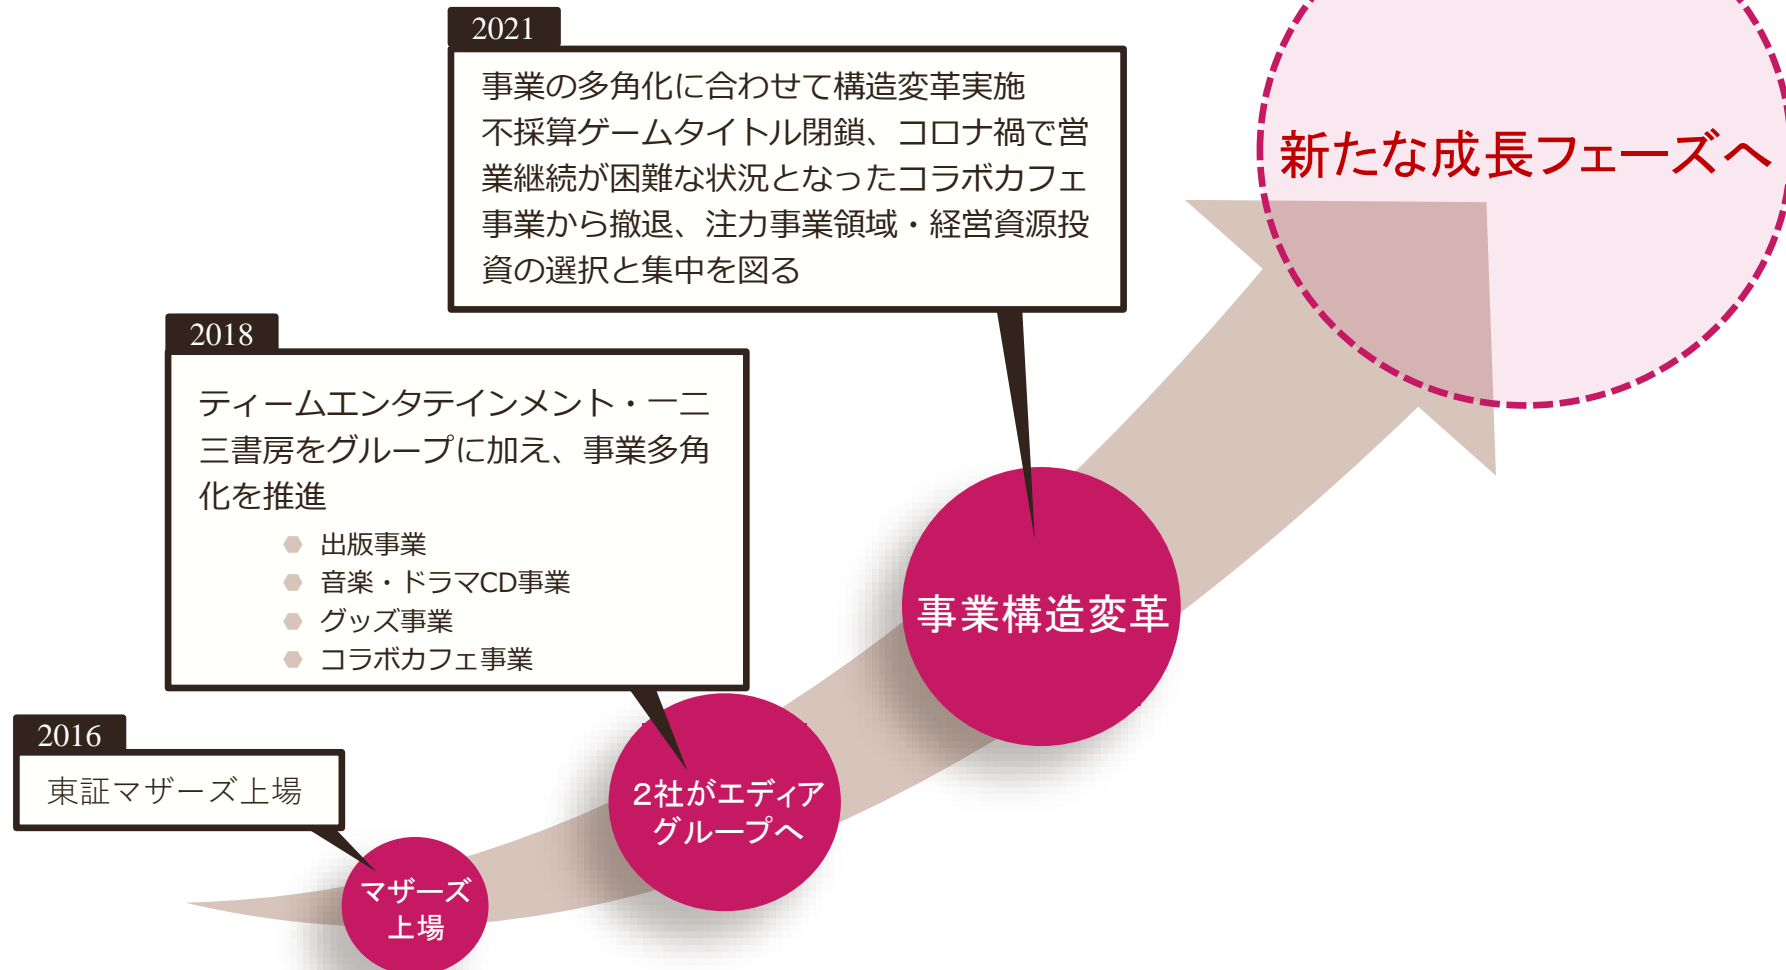 2021
事業の多角化に合わせて構造変革実施
不採算ゲームタイトル閉鎖、コロナ禍で営
業継続が困難な状況となったコラボカフェ
事業から撤退、注力事業領域・経営資源投
資の選択と集中を図る
新たな成長フェーズへ
2018
ティームエンタテインメント・一二
三書房をグループに加え、事業多角
化を推進
出版事業
音楽・ドラマCD事業
グッズ事業
コラボカフェ事業
事業構造変革
2016
東証マザーズ上場
2社がエディア
グループへ
マザーズ
上場